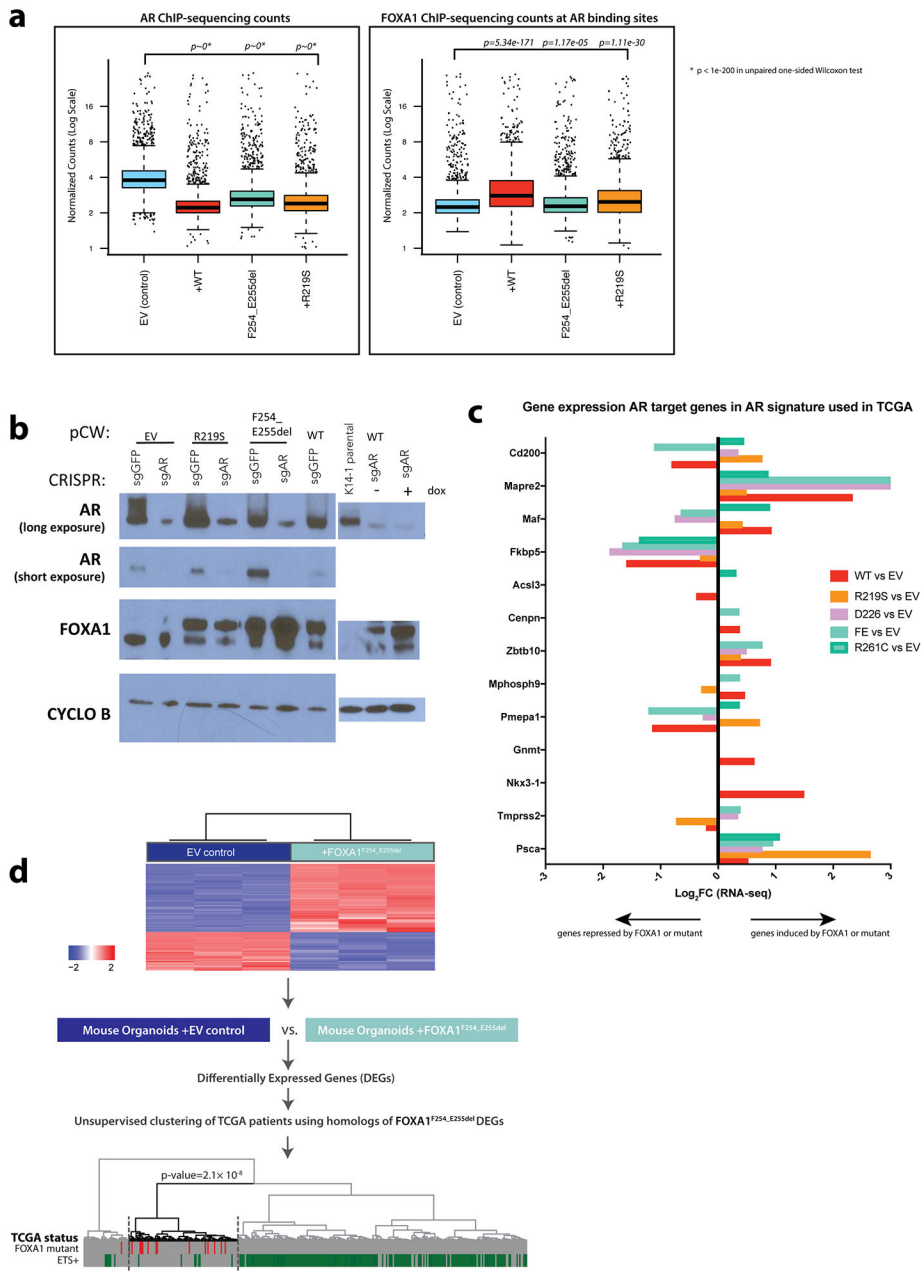 a
AR ChIP-sequencing counts
p~0* p~0* p~0*
Normalized Counts (Log Scale)
16
8
4
2
1
EV (control)
+WT
F254_E255del
+R219S
FOXA1 ChIP-sequencing counts at AR binding sites
p=5.34e-171 p=1.17e-05 p=1.11e-30
Normalized Counts (Log Scale)
16
8
4
2
1
EV (control)
+WT
F254_E255del
+R219S
* p < 1e-200 in unpaired one-sided Wilcoxon test
b
pCW: EV R219S F254_E255del WT K14-1 parental WT
CRISPR: sgGFP sgAR sgGFP sgAR sgGFP sgAR sgGFP sgAR sgAR
- + dox
AR
(long exposure)
AR
(short exposure)
FOXA1
CYCLO B
c
Gene expression AR target genes in AR signature used in TCGA
Cd200
Mapre2
Maf
Fkbp5
Acsl3
Cenpn
Zbtb10
Mphosph9
Pmepa1
Gnmt
Nkx3-1
Tmprss2
Psca
WT vs EV
R219S vs EV
D226 vs EV
FE vs EV
R261C vs EV
-3 -2 -1 0 1 2 3
Log₂FC (RNA-seq)
genes repressed by FOXA1 or mutant
genes induced by FOXA1 or mutant
d
EV control
+FOXA1^F254_E255del
-2 2
Mouse Organoids +EV control vs. Mouse Organoids +FOXA1^F254_E255del
Differentially Expressed Genes (DEGs)
Unsupervised clustering of TCGA patients using homologs of FOXA1^F254_E255del DEGs
p-value=2.1× 10⁻⁸
TCGA status
FOXA1 mutant
ETS+